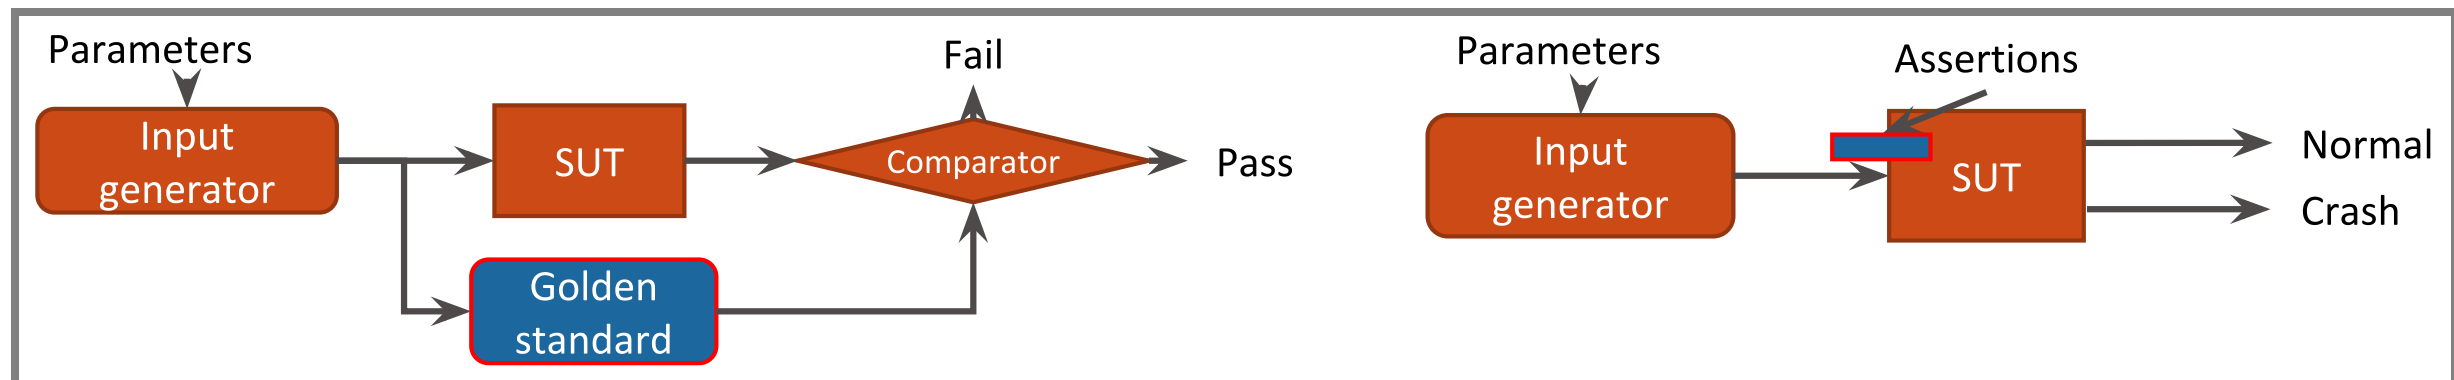 Parameters
Input
generator
SUT
Fail
Comparator
Pass
Golden
standard
Parameters
Input
generator
Assertions
SUT
Normal
Crash